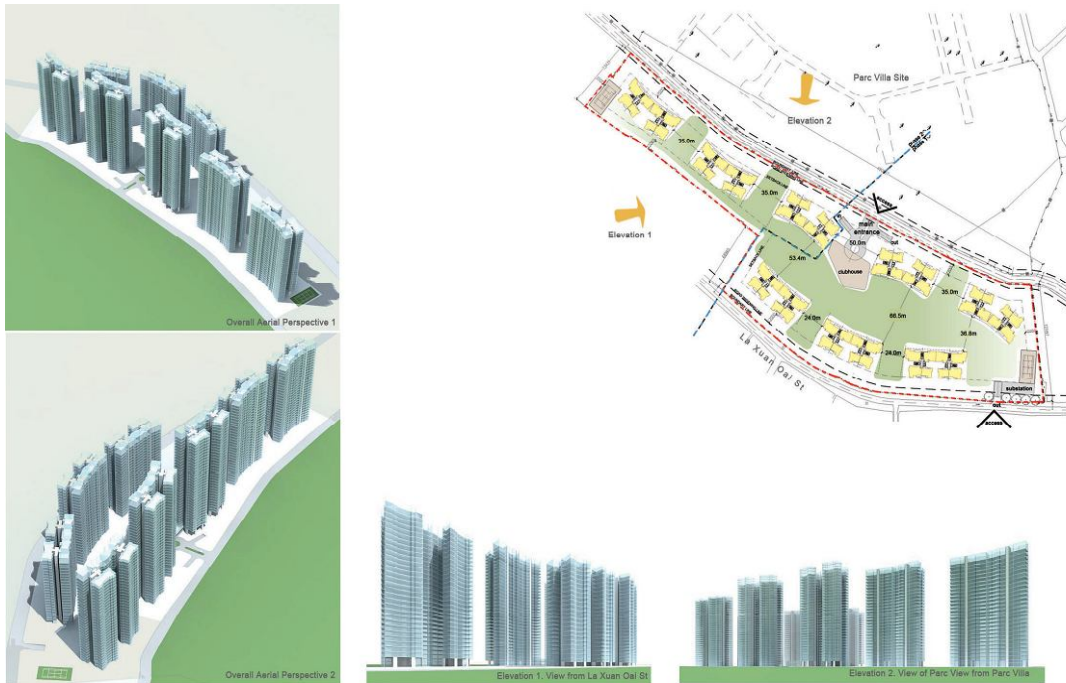 Overall Aerial Perspective 1
Overall Aerial Perspective 2
Parc Villa Site
Elevation 2
Elevation 1
35.0m
35.0m
access
main
entrance
out
50.0m
clubhouse
53.4m
35.0m
66.5m
36.8m
24.0m
24.0m
La Xuan Oai St
substation
out
access
Elevation 1. View from La Xuan Oai St
Elevation 2. View of Parc View from Parc Villa